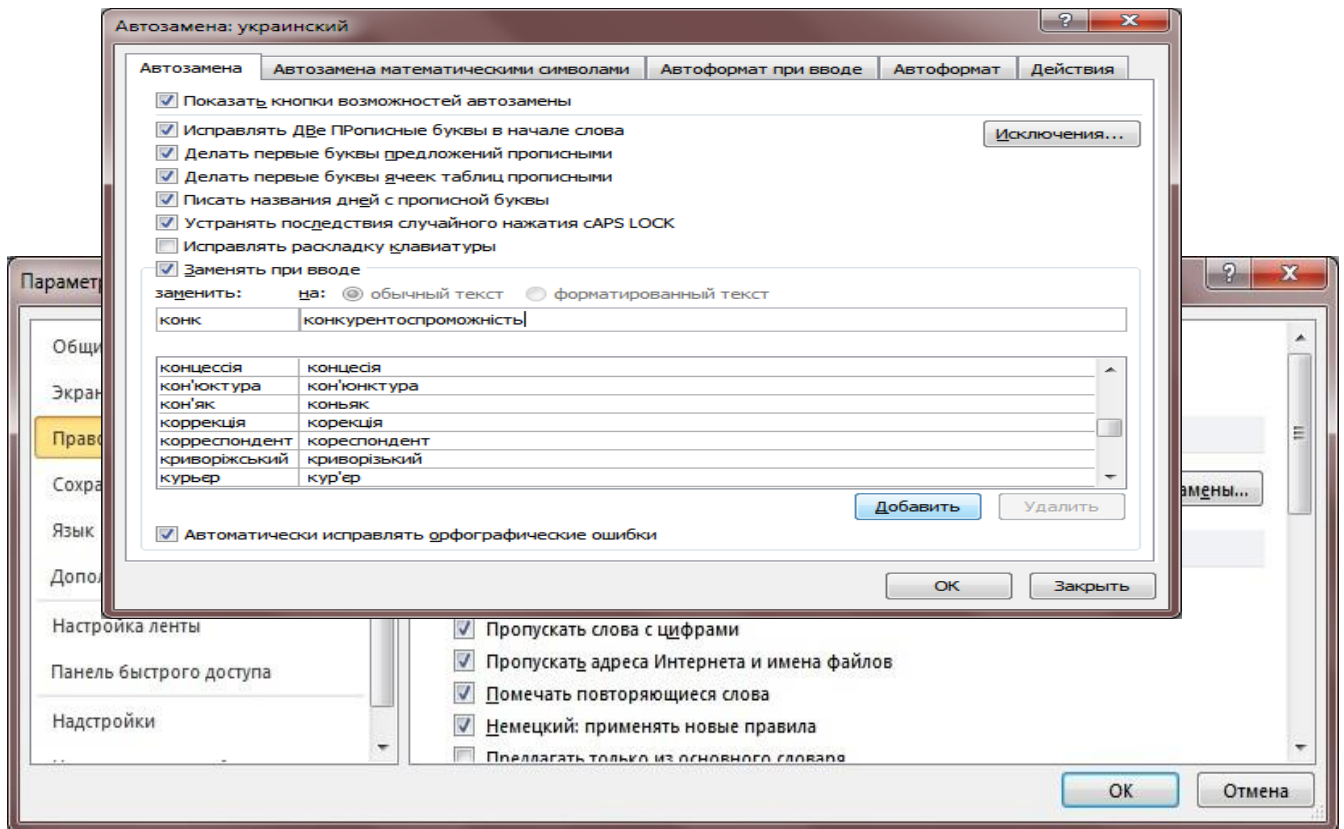 Автозамена: украинский
Автозамена Автозамена математическими символами Автоформат при вводе Автоформат Действия
Показать кнопки возможностей автозамены
Исправлять ДВе ПРописные буквы в начале слова
Исключения...
Делать первые буквы предложений прописными
Делать первые буквы ячеек таблиц прописными
Писать названия дней с прописной буквы
Устранять последствия случайного нажатия cAPS LOCK
Исправлять раскладку клавиатуры
Заменять при вводе
заменить: на: обычный текст форматированный текст
конк конкурентоспроможність
концессія концесія
кон'юктура кон'юнктура
кон'як коньяк
коррекція корекція
корреспондент кореспондент
криворіжський криворізький
курьєр кур'єр
Добавить Удалить
Автоматически исправлять орфографические ошибки
ОК Закрыть
Парамет
Общи
Экран
Право
Сохра
амены...
Язык
Допол
Настройка ленты
Панель быстрого доступа
Надстройки
Пропускать слова с цифрами
Пропускать адреса Интернета и имена файлов
Помечать повторяющиеся слова
Немецкий: применять новые правила
Предлагать только из основного словаря
ОК Отмена